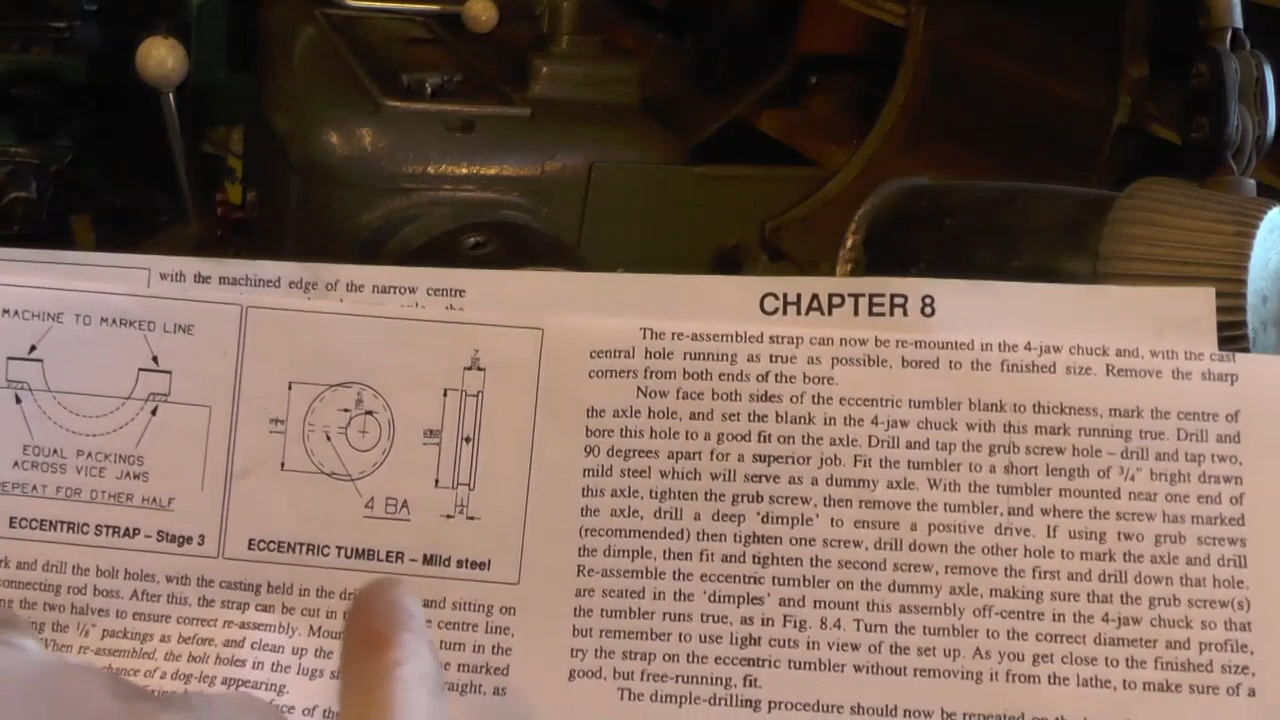 with the machined edge of the narrow centre
MACHINE TO MARKED LINE
EQUAL PACKINGS
ACROSS VICE JAWS
REPEAT FOR OTHER HALF
ECCENTRIC STRAP – Stage 3
4 BA
ECCENTRIC TUMBLER – Mild steel
and drill the bolt holes, with the casting held in the and sitting on
connecting rod boss. After this, the strap can be cut in centre line,
the two halves to ensure correct re-assembly. turn in the
the 1/8" packings as before, and clean up the marked
When re-assembled, the bolt holes in the lugs as
chance of a dog-leg appearing.
face of the
CHAPTER 8
The re-assembled strap can now be re-mounted in the 4-jaw chuck and, with the cast
central hole running as true as possible, bored to the finished size. Remove the sharp
corners from both ends of the bore.
Now face both sides of the eccentric tumbler blank to thickness, mark the centre of
the axle hole, and set the blank in the 4-jaw chuck with this mark running true. Drill and
bore this hole to a good fit on the axle. Drill and tap the grub screw hole – drill and tap two,
90 degrees apart for a superior job. Fit the tumbler to a short length of 3/4" bright drawn
mild steel which will serve as a dummy axle. With the tumbler mounted near one end of
this axle, tighten the grub screw, then remove the tumbler, and where the screw has marked
the axle, drill a deep 'dimple' to ensure a positive drive. If using two grub screws
(recommended) then tighten one screw, drill down the other hole to mark the axle and drill
the dimple, then fit and tighten the second screw, remove the first and drill down that hole.
Re-assemble the eccentric tumbler on the dummy axle, making sure that the grub screw(s)
are seated in the 'dimples' and mount this assembly off-centre in the 4-jaw chuck so that
the tumbler runs true, as in Fig. 8.4. Turn the tumbler to the correct diameter and profile,
but remember to use light cuts in view of the set up. As you get close to the finished size,
try the strap on the eccentric tumbler without removing it from the lathe, to make sure of a
good, but free-running, fit.
The dimple-drilling procedure should now be repeated on